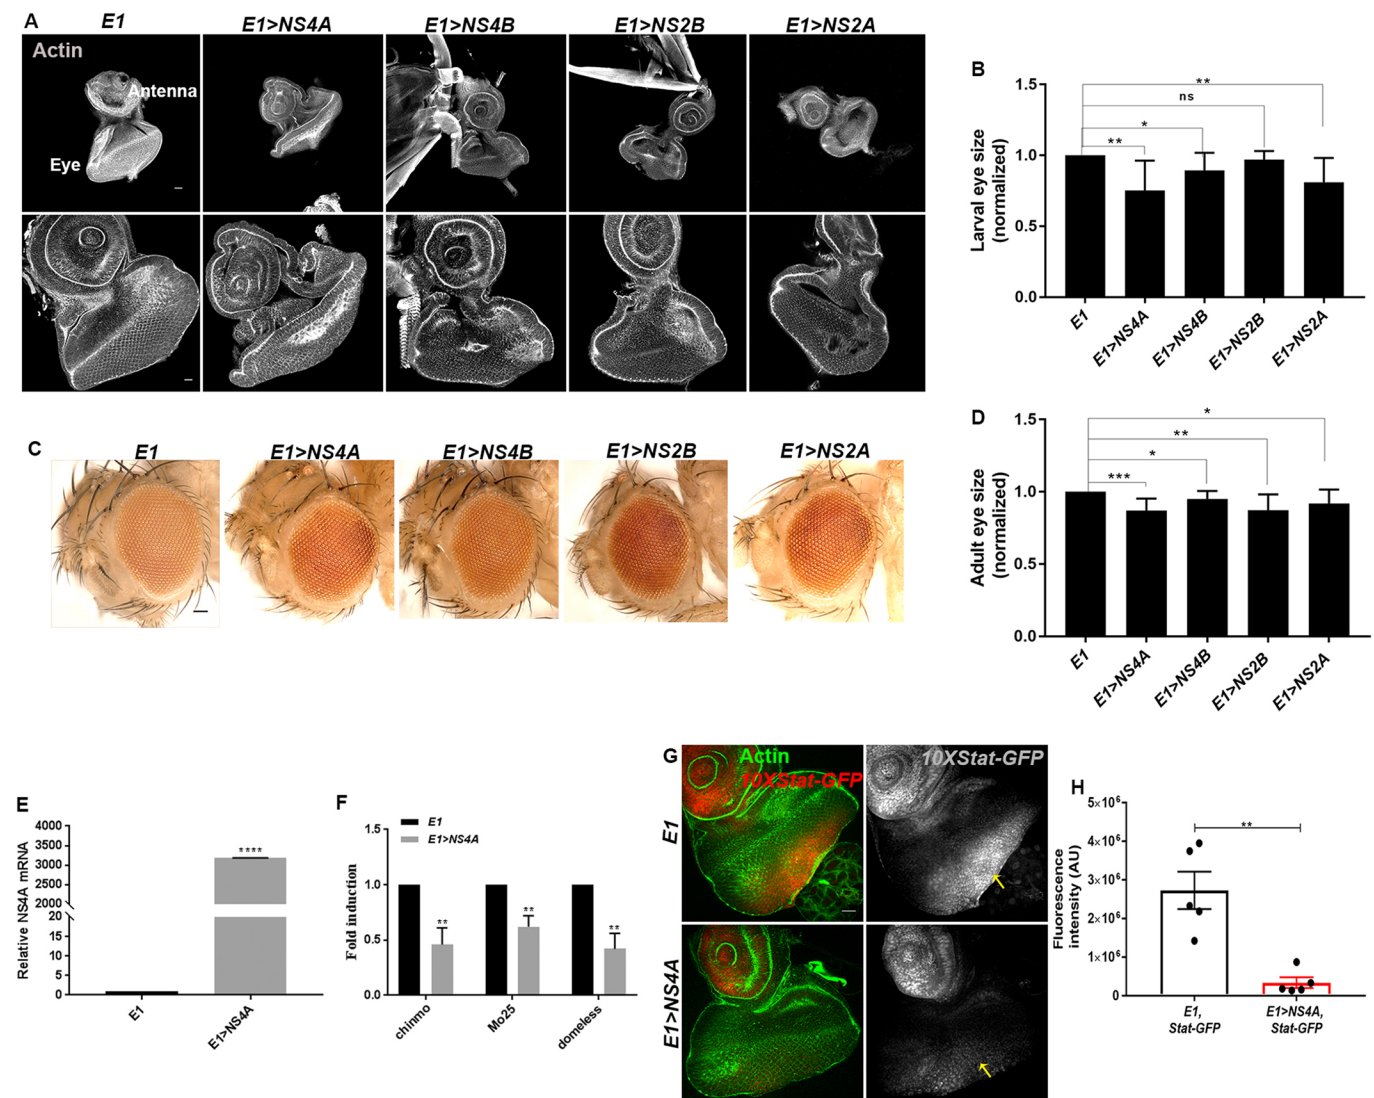 A
E1
E1>NS4A
E1>NS4B
E1>NS2B
E1>NS2A
Actin
Antenna
Eye
B
Larval eye size
(normalized)
1.5
1.0
0.5
0.0
**
ns
*
**
E1
E1>NS4A
E1>NS4B
E1>NS2B
E1>NS2A
C
E1
E1>NS4A
E1>NS4B
E1>NS2B
E1>NS2A
D
Adult eye size
(normalized)
1.5
1.0
0.5
0.0
*
**
*
***
E1
E1>NS4A
E1>NS4B
E1>NS2B
E1>NS2A
E
Relative NS4A mRNA
4000
3500
3000
2500
2000
20
15
10
5
0
****
E1
E1>NS4A
F
E1
E1>NS4A
Fold induction
1.5
1.0
0.5
0.0
**
**
**
chinmo
Mo25
domeless
G
Actin
10XStat-GFP
10XStat-GFP
E1
E1>NS4A
H
Fluorescence
intensity (AU)
5×10⁶
4×10⁶
3×10⁶
2×10⁶
1×10⁶
0
**
E1,
Stat-GFP
E1>NS4A,
Stat-GFP